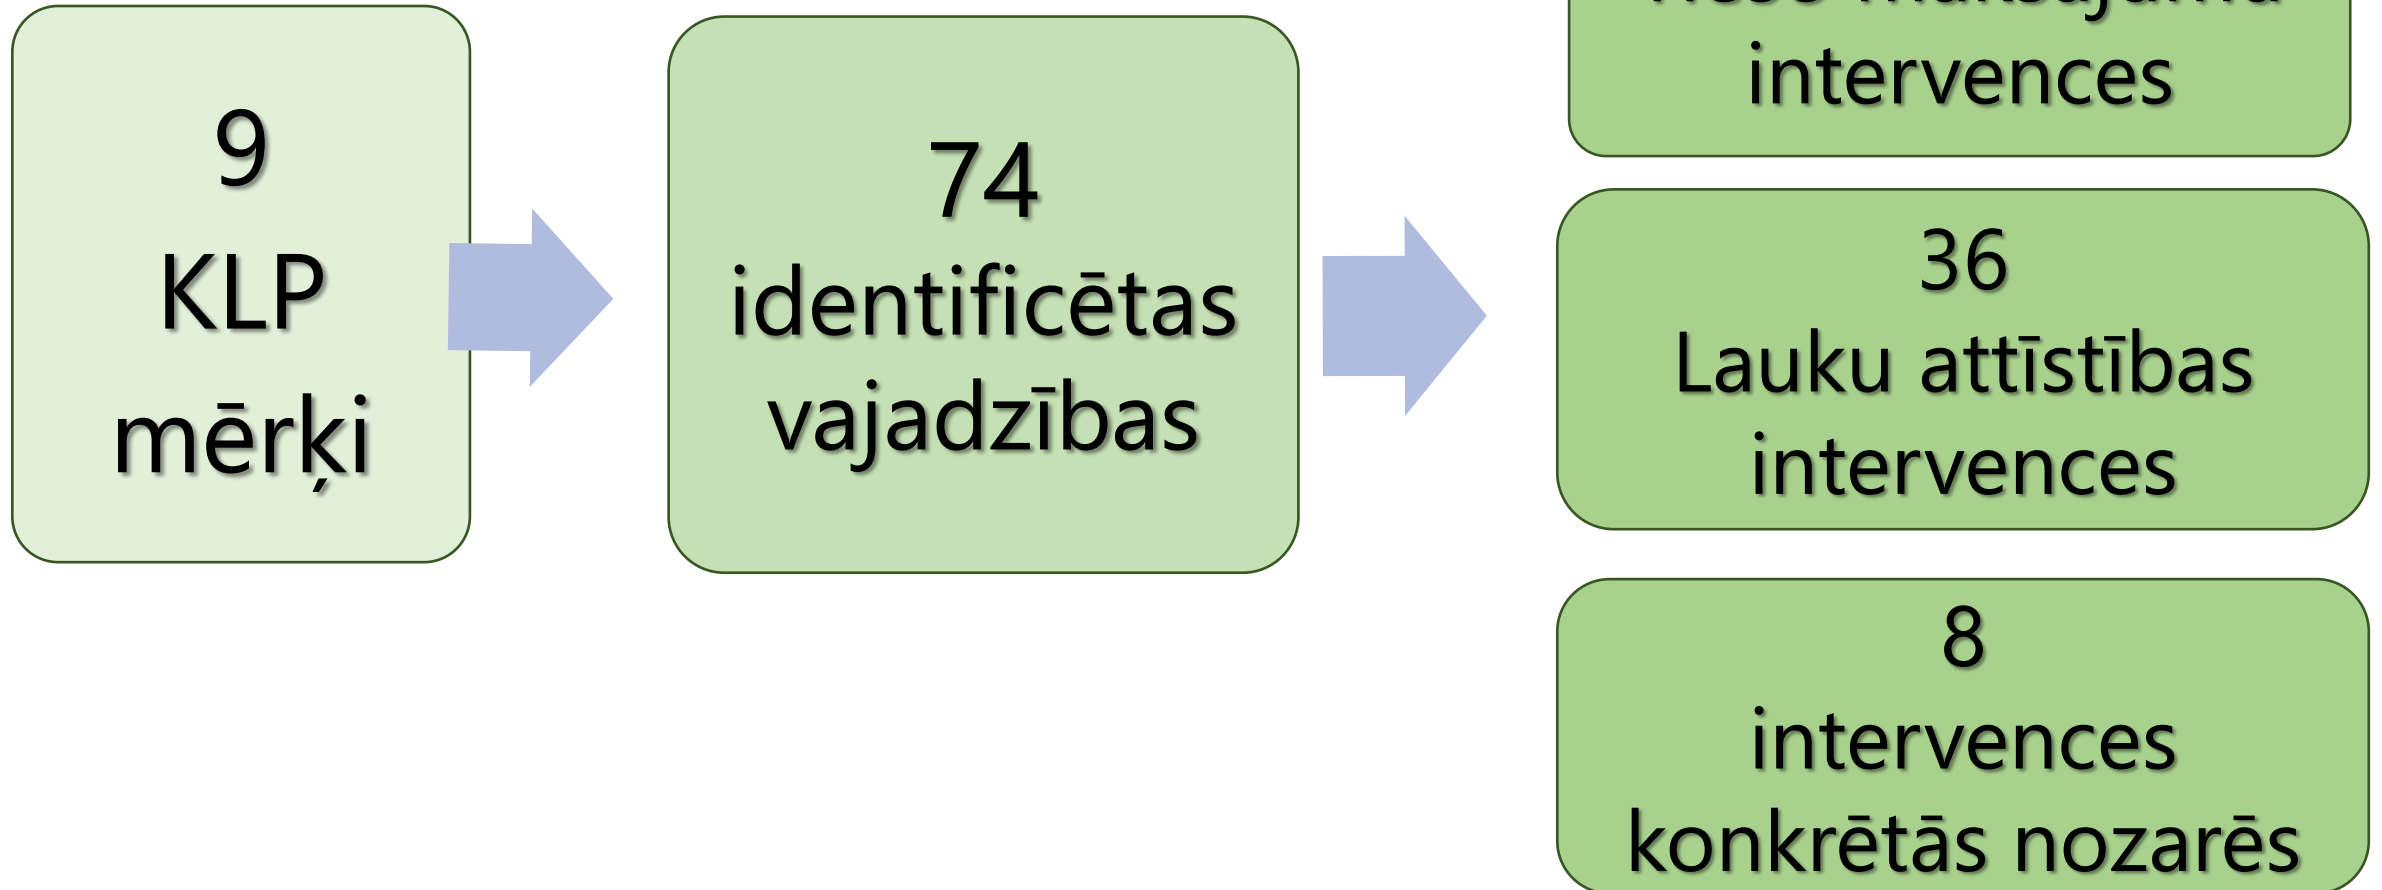 9
KLP
mērķi
74
identificētas
vajadzības
intervences
36
Lauku attīstības
intervences
8
intervences
konkrētās nozarēs